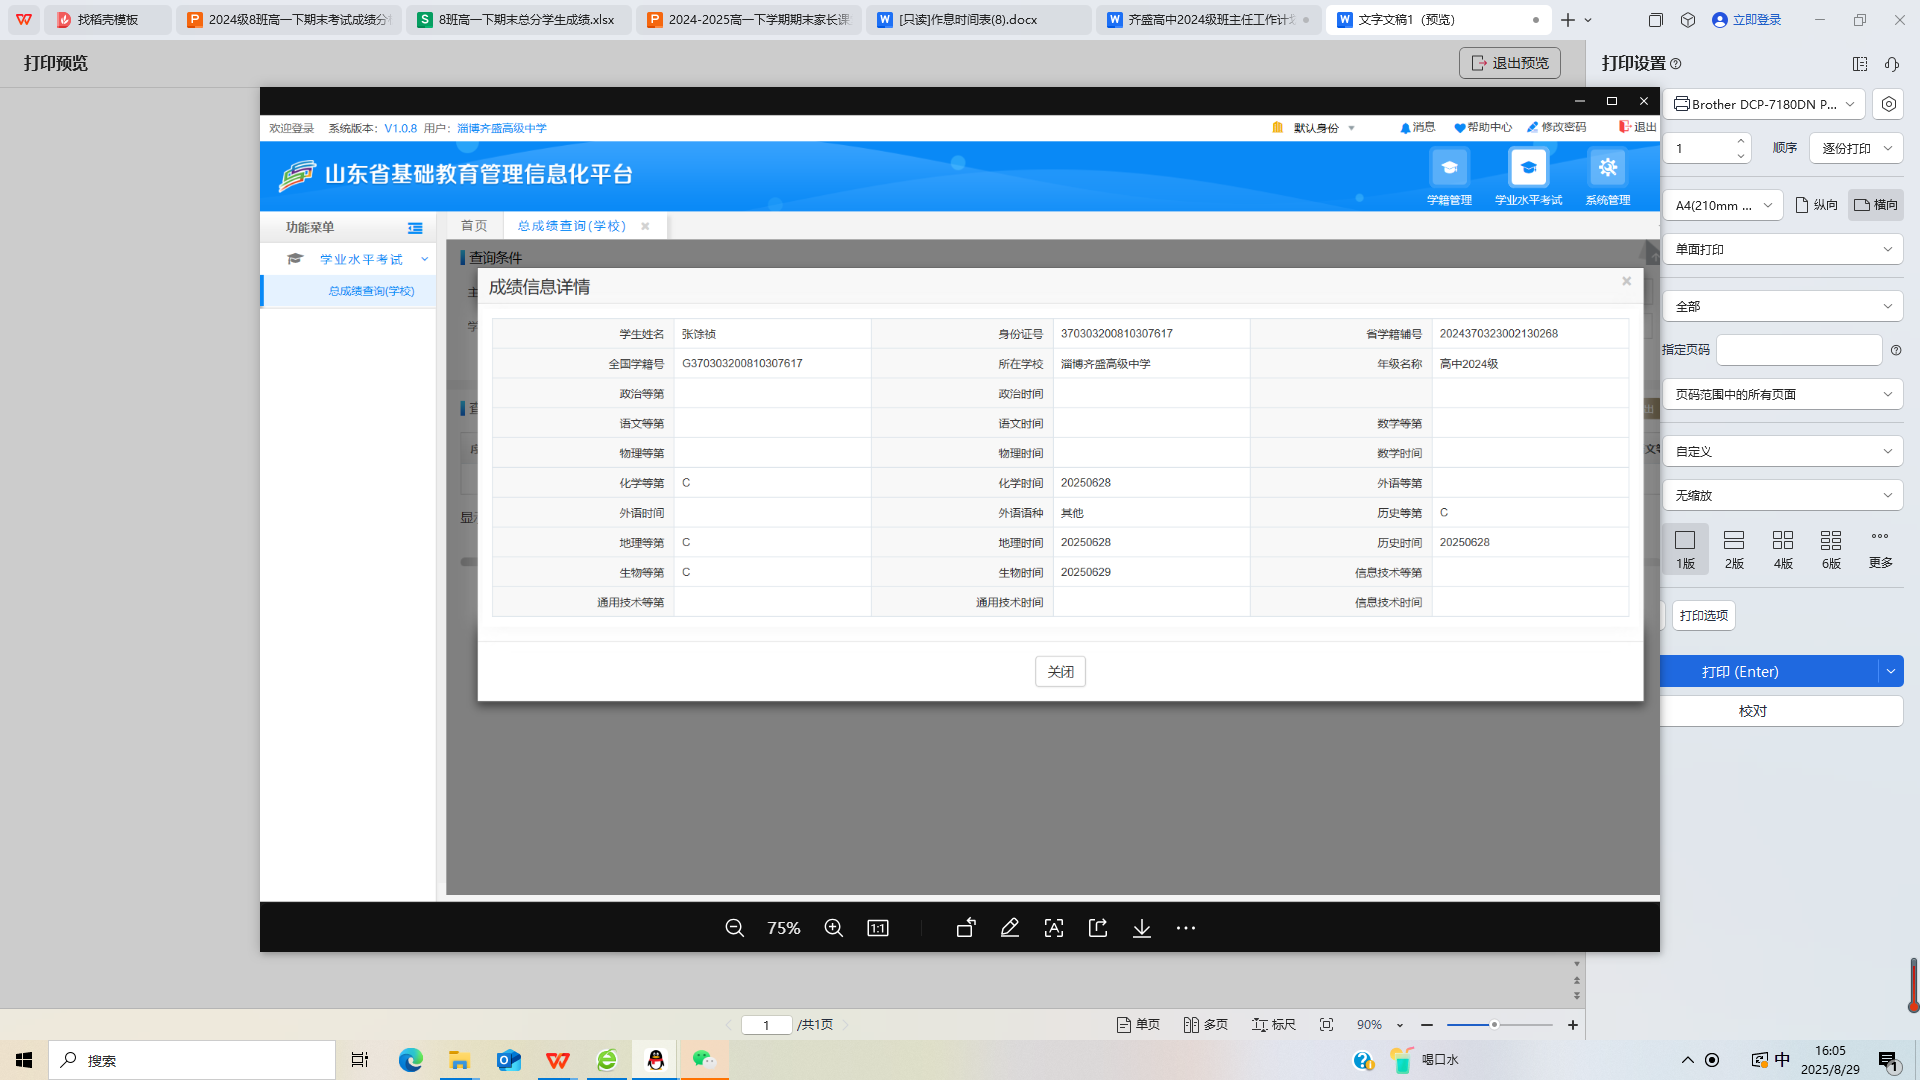 找稻壳模板
2024级8班高一下期末考试成绩分
8班高一下期末总分学生成绩.xlsx
2024-2025高一下学期期末家长课
[只读]作息时间表(8).docx
齐盛高中2024级班主任工作计
文字文稿1（预览）
立即登录
打印预览
退出预览
打印设置
欢迎登录 系统版本：V1.0.8 用户：淄博齐盛高级中学
默认身份
消息
帮助中心
修改密码
退出
山东省基础教育管理信息化平台
学籍管理
学业水平考试
系统管理
功能菜单
首页
总成绩查询(学校)
学业水平考试
总成绩查询(学校)
查询条件
成绩信息详情
学生姓名 张馀祯 身份证号 370303200810307617 省学籍辅号 2024370323002130268
全国学籍号 G370303200810307617 所在学校 淄博齐盛高级中学 年级名称 高中2024级
政治等第 政治时间
语文等第 语文时间 数学等第
物理等第 物理时间 数学时间
化学等第 C 化学时间 20250628 外语等第
外语时间 外语语种 其他 历史等第 C
地理等第 C 地理时间 20250628 历史时间 20250628
生物等第 C 生物时间 20250629 信息技术等第
通用技术等第 通用技术时间 信息技术时间
关闭
75%
1:1
Brother DCP-7180DN P...
1
顺序
逐份打印
A4(210mm ...
纵向
横向
单面打印
全部
指定页码
页码范围中的所有页面
自定义
无缩放
1版
2版
4版
6版
更多
打印选项
打印 (Enter)
校对
1
/共1页
单页
多页
标尺
90%
搜索
喝口水
中
16:05
2025/8/29
1